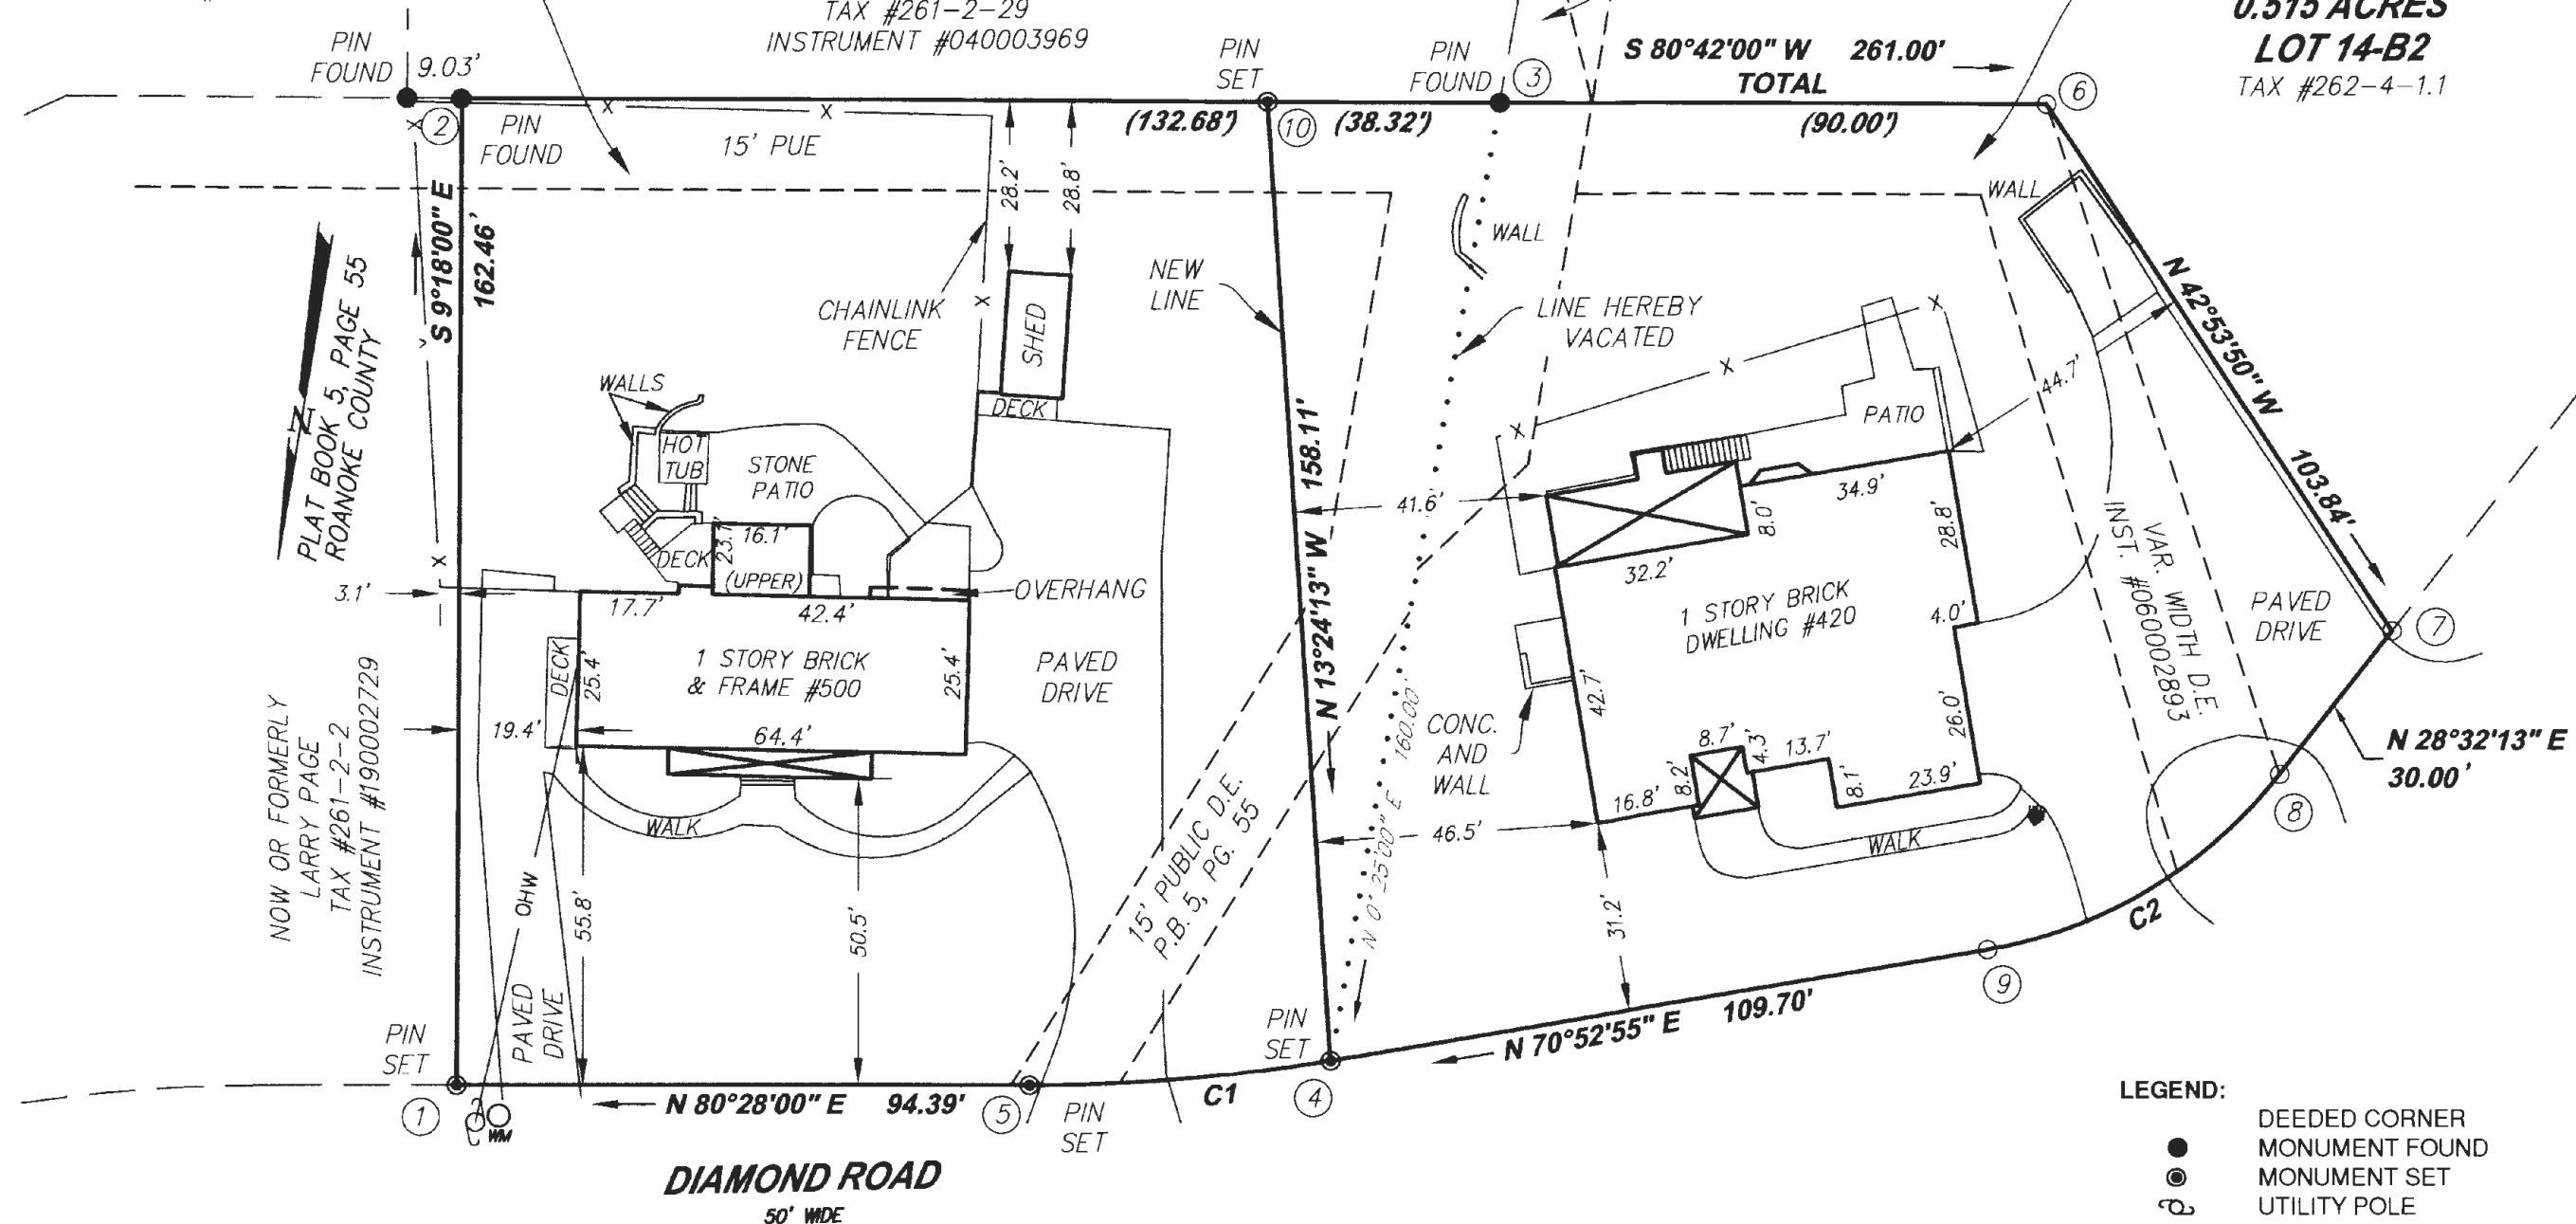 TAX #261-2-29
INSTRUMENT #040003969
0.515 ACRES
LOT 14-B2
TAX #262-4-1.1
PIN
FOUND
9.03'
PIN
SET
PIN
FOUND
3
S 80°42'00" W 261.00'
TOTAL
6
2
PIN
FOUND
15' PUE
(132.68')
10
(38.32')
(90.00')
S 9°18'00" E
162.46'
28.2'
28.8'
WALL
WALL
N
PLAT BOOK 5, PAGE 55
ROANOKE COUNTY
NEW
LINE
CHAINLINK
FENCE
SHED
LINE HEREBY
VACATED
N 42°53'50" W 103.84'
44.7'
WALLS
DECK
PATIO
HOT
TUB
STONE
PATIO
N 13°24'13" W 158.11'
41.6'
34.9'
8.0'
28.8'
VAR. WIDTH D.E.
INST. #060002893
DECK
23.1'
16.1'
(UPPER)
32.2'
3.1'
17.7'
42.4'
OVERHANG
1 STORY BRICK
DWELLING #420
4.0'
PAVED
DRIVE
7
DECK
25.4'
1 STORY BRICK
& FRAME #500
25.4'
PAVED
DRIVE
42.7'
26.0'
NOW OR FORMERLY
LARRY PAGE
TAX #261-2-2
INSTRUMENT #190002729
19.4'
64.4'
N 0°25'00" E 160.00'
CONC.
AND
WALL
8.7'
4.3'
13.7'
8.2'
8.1'
23.9'
16.8'
N 28°32'13" E
30.00'
8
WALK
46.5'
WALK
15' PUBLIC D.E.
P.B. 5, PG. 55
OHW
55.8'
50.5'
31.2'
C2
9
PAVED
DRIVE
PIN
SET
PIN
SET
109.70'
N 70°52'55" E
1
WM
N 80°28'00" E 94.39'
5
PIN
SET
C1
4
DIAMOND ROAD
50' WIDE
LEGEND:
DEEDED CORNER
MONUMENT FOUND
MONUMENT SET
UTILITY POLE